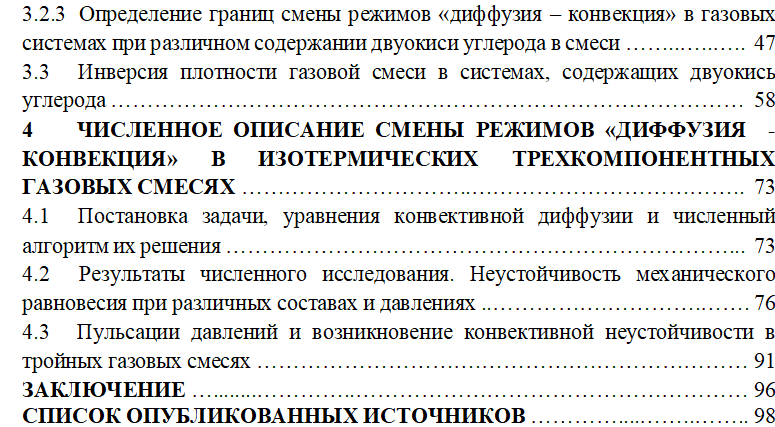 3.2.3 Определение границ смены режимов «диффузия – конвекция» в газовых
системах при различном содержании двуокиси углерода в смеси ……..…..….. 47
3.3 Инверсия плотности газовой смеси в системах, содержащих двуокись
углерода ……………………………………………………………………… 58
4 ЧИСЛЕННОЕ ОПИСАНИЕ СМЕНЫ РЕЖИМОВ «ДИФФУЗИЯ -
КОНВЕКЦИЯ» В ИЗОТЕРМИЧЕСКИХ ТРЕХКОМПОНЕНТНЫХ
ГАЗОВЫХ СМЕСЯХ ……………………………………………………….. 73
4.1 Постановка задачи, уравнения конвективной диффузии и численный
алгоритм их решения ……………………………………………………….. 73
4.2 Результаты численного исследования. Неустойчивость механического
равновесия при различных составах и давлениях ..………………………….……. 76
4.3 Пульсации давлений и возникновение конвективной неустойчивости в
тройных газовых смесях …………………………………………………… 91
ЗАКЛЮЧЕНИЕ …........…………………………………………………… 96
СПИСОК ОПУБЛИКОВАННЫХ ИСТОЧНИКОВ …………....……….. 98